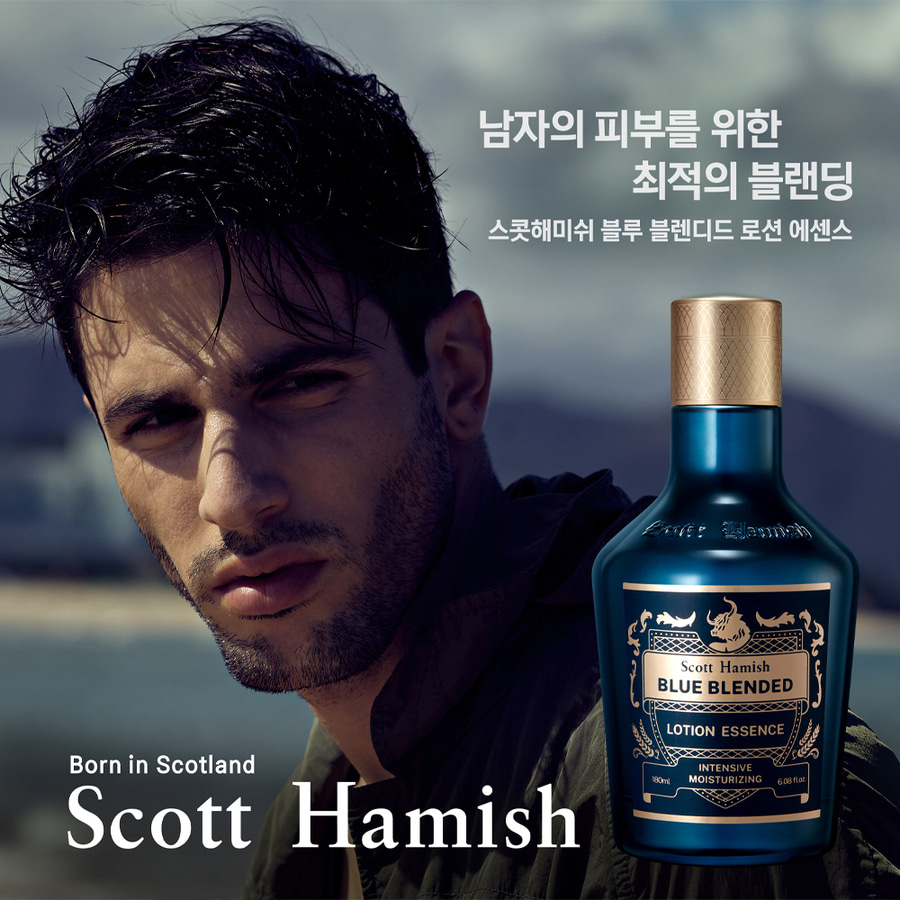 남자의 피부를 위한
최적의 블랜딩
스콧해미쉬 블루 블렌디드 로션 에센스
Scott Hamish
Scott Hamish
BLUE BLENDED
LOTION ESSENCE
INTENSIVE
180ml MOISTURIZING 6.08 fl.oz.
Born in Scotland
Scott Hamish